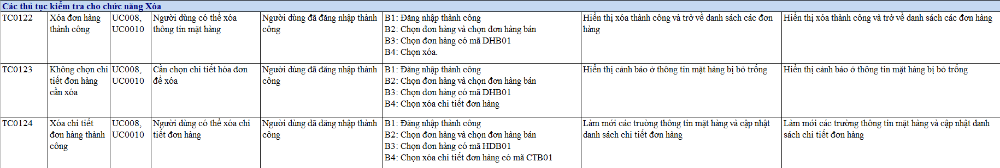 Các thủ tục kiểm tra cho chức năng Xóa
TC0122
Xóa đơn hàng
thành công
UC008,
UC0010
Người dùng có thể xóa
thông tin mặt hàng
Người dùng đã đăng nhập thành
công
B1: Đăng nhập thành công
B2: Chọn đơn hàng và chọn đơn hàng bán
B3: Chọn đơn hàng có mã DHB01
B4: Chọn xóa.
Hiển thị xóa thành công và trở về danh sách các đơn
hàng
Hiển thị xóa thành công và trở về danh sách các đơn hàng
TC0123
Không chọn chi
tiết đơn hàng
cần xóa
UC008,
UC0010
Cần chọn chi tiết hóa đơn
để xóa
Người dùng đã đăng nhập thành
công
B1: Đăng nhập thành công
B2: Chọn đơn hàng và chọn đơn hàng bán
B3: Chọn đơn hàng có mã DHB01
B4: Chọn xóa chi tiết đơn hàng
Hiển thị cảnh báo ở thông tin mặt hàng bị bỏ trống
Hiển thị cảnh báo ở thông tin mặt hàng bị bỏ trống
TC0124
Xóa chi tiết
đơn hàng thành
công
UC008,
UC0010
Người dùng có thể xóa chi
tiết đơn hàng
Người dùng đã đăng nhập thành
công
B1: Đăng nhập thành công
B2: Chọn đơn hàng và chọn đơn hàng bán
B3: Chọn đơn hàng có mã HDB01
B4: Chọn xóa chi tiết đơn hàng có mã CTB01
Làm mới các trường thông tin mặt hàng và cập nhật
danh sách chi tiết đơn hàng
Làm mới các trường thông tin mặt hàng và cập nhật danh
sách chi tiết đơn hàng